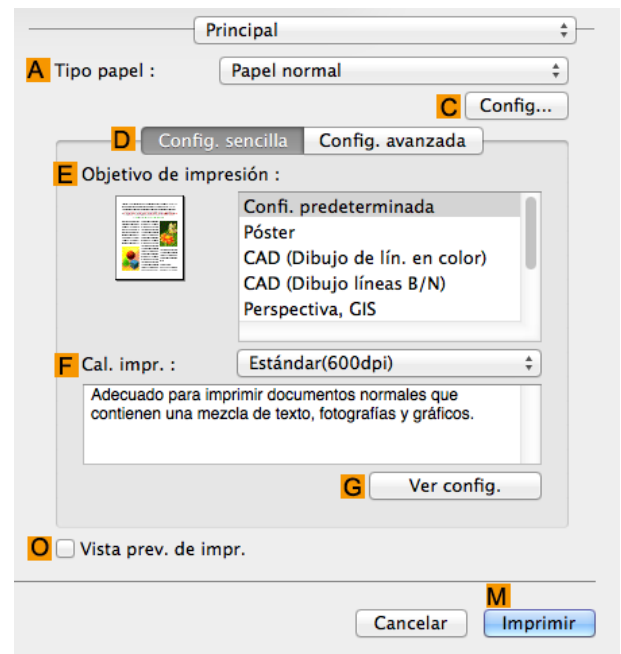 Principal
A Tipo papel : Papel normal
C Config...
D Config. sencilla Config. avanzada
E Objetivo de impresión :
Confi. predeterminada
Póster
CAD (Dibujo de lín. en color)
CAD (Dibujo líneas B/N)
Perspectiva, GIS
F Cal. impr. : Estándar(600dpi)
Adecuado para imprimir documentos normales que
contienen una mezcla de texto, fotografías y gráficos.
G Ver config.
O Vista prev. de impr.
M
Cancelar Imprimir